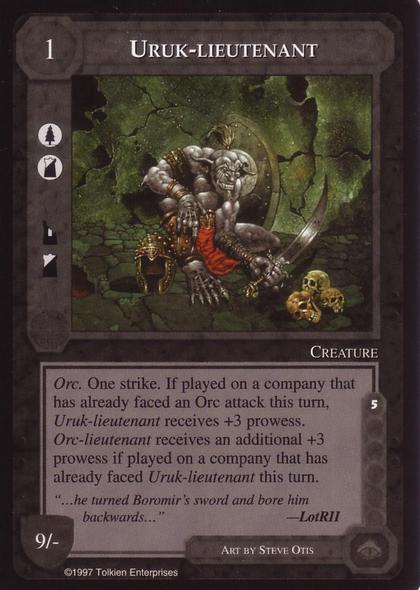 1
URUK-LIEUTENANT
CREATURE
Orc. One strike. If played on a company that
has already faced an Orc attack this turn,
Uruk-lieutenant receives +3 prowess.
Orc-lieutenant receives an additional +3
prowess if played on a company that has
already faced Uruk-lieutenant this turn.
5
“...he turned Boromir's sword and bore him
backwards...” —LotRII
9/-
ART BY STEVE OTIS
©1997 Tolkien Enterprises